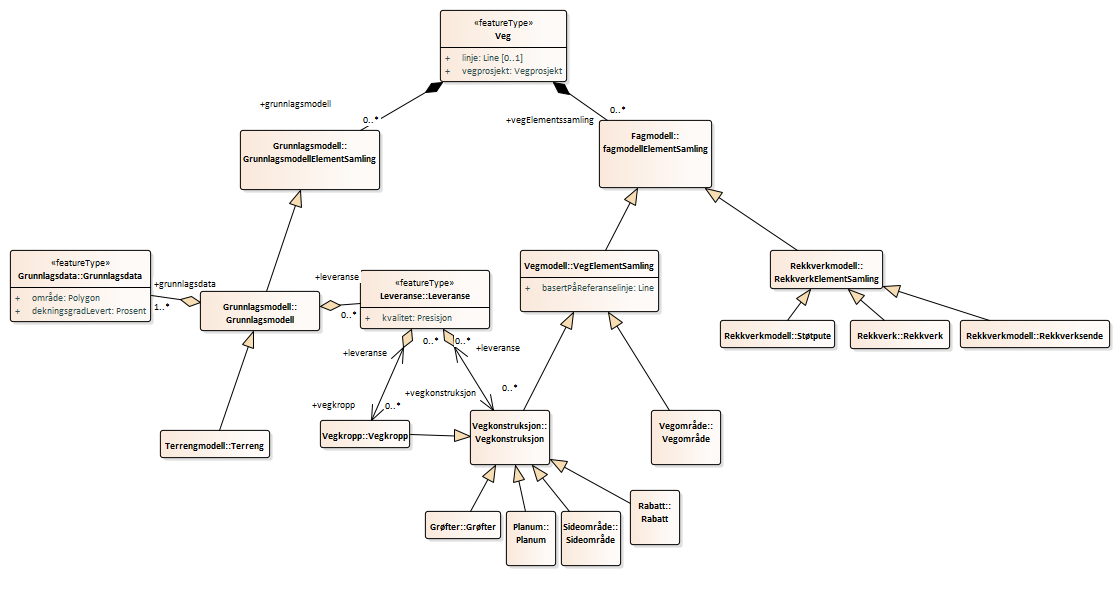 «featureType»
Veg
+ linje: Line [0..1]
+ vegprosjekt: Vegprosjekt
+grunnlagsmodell
0..*
0..*
+vegElementssamling
Grunnlagsmodell::
GrunnlagsmodellElementSamling
Fagmodell::
fagmodellElementSamling
«featureType»
Grunnlagsdata::Grunnlagsdata
+ område: Polygon
+ dekningsgradLevert: Prosent
+grunnlagsdata
1..*
Grunnlagsmodell::
Grunnlagsmodell
+leveranse
0..*
«featureType»
Leveranse::Leveranse
+ kvalitet: Presisjon
Vegmodell::VegElementSamling
+ basertPåReferanselinje: Line
Rekkverkmodell::
RekkverkElementSamling
Rekkverkmodell::Støtpute
Rekkverk::Rekkverk
Rekkverkmodell::Rekkverksende
+leveranse
0..*
0..*
+leveranse
+vegkropp
0..*
+vegkonstruksjon
0..*
Terrengmodell::Terreng
Vegkropp::Vegkropp
Vegkonstruksjon::
Vegkonstruksjon
Vegområde::
Vegområde
Grøfter::Grøfter
Planum::
Planum
Sideområde::
Sideområde
Rabatt::
Rabatt